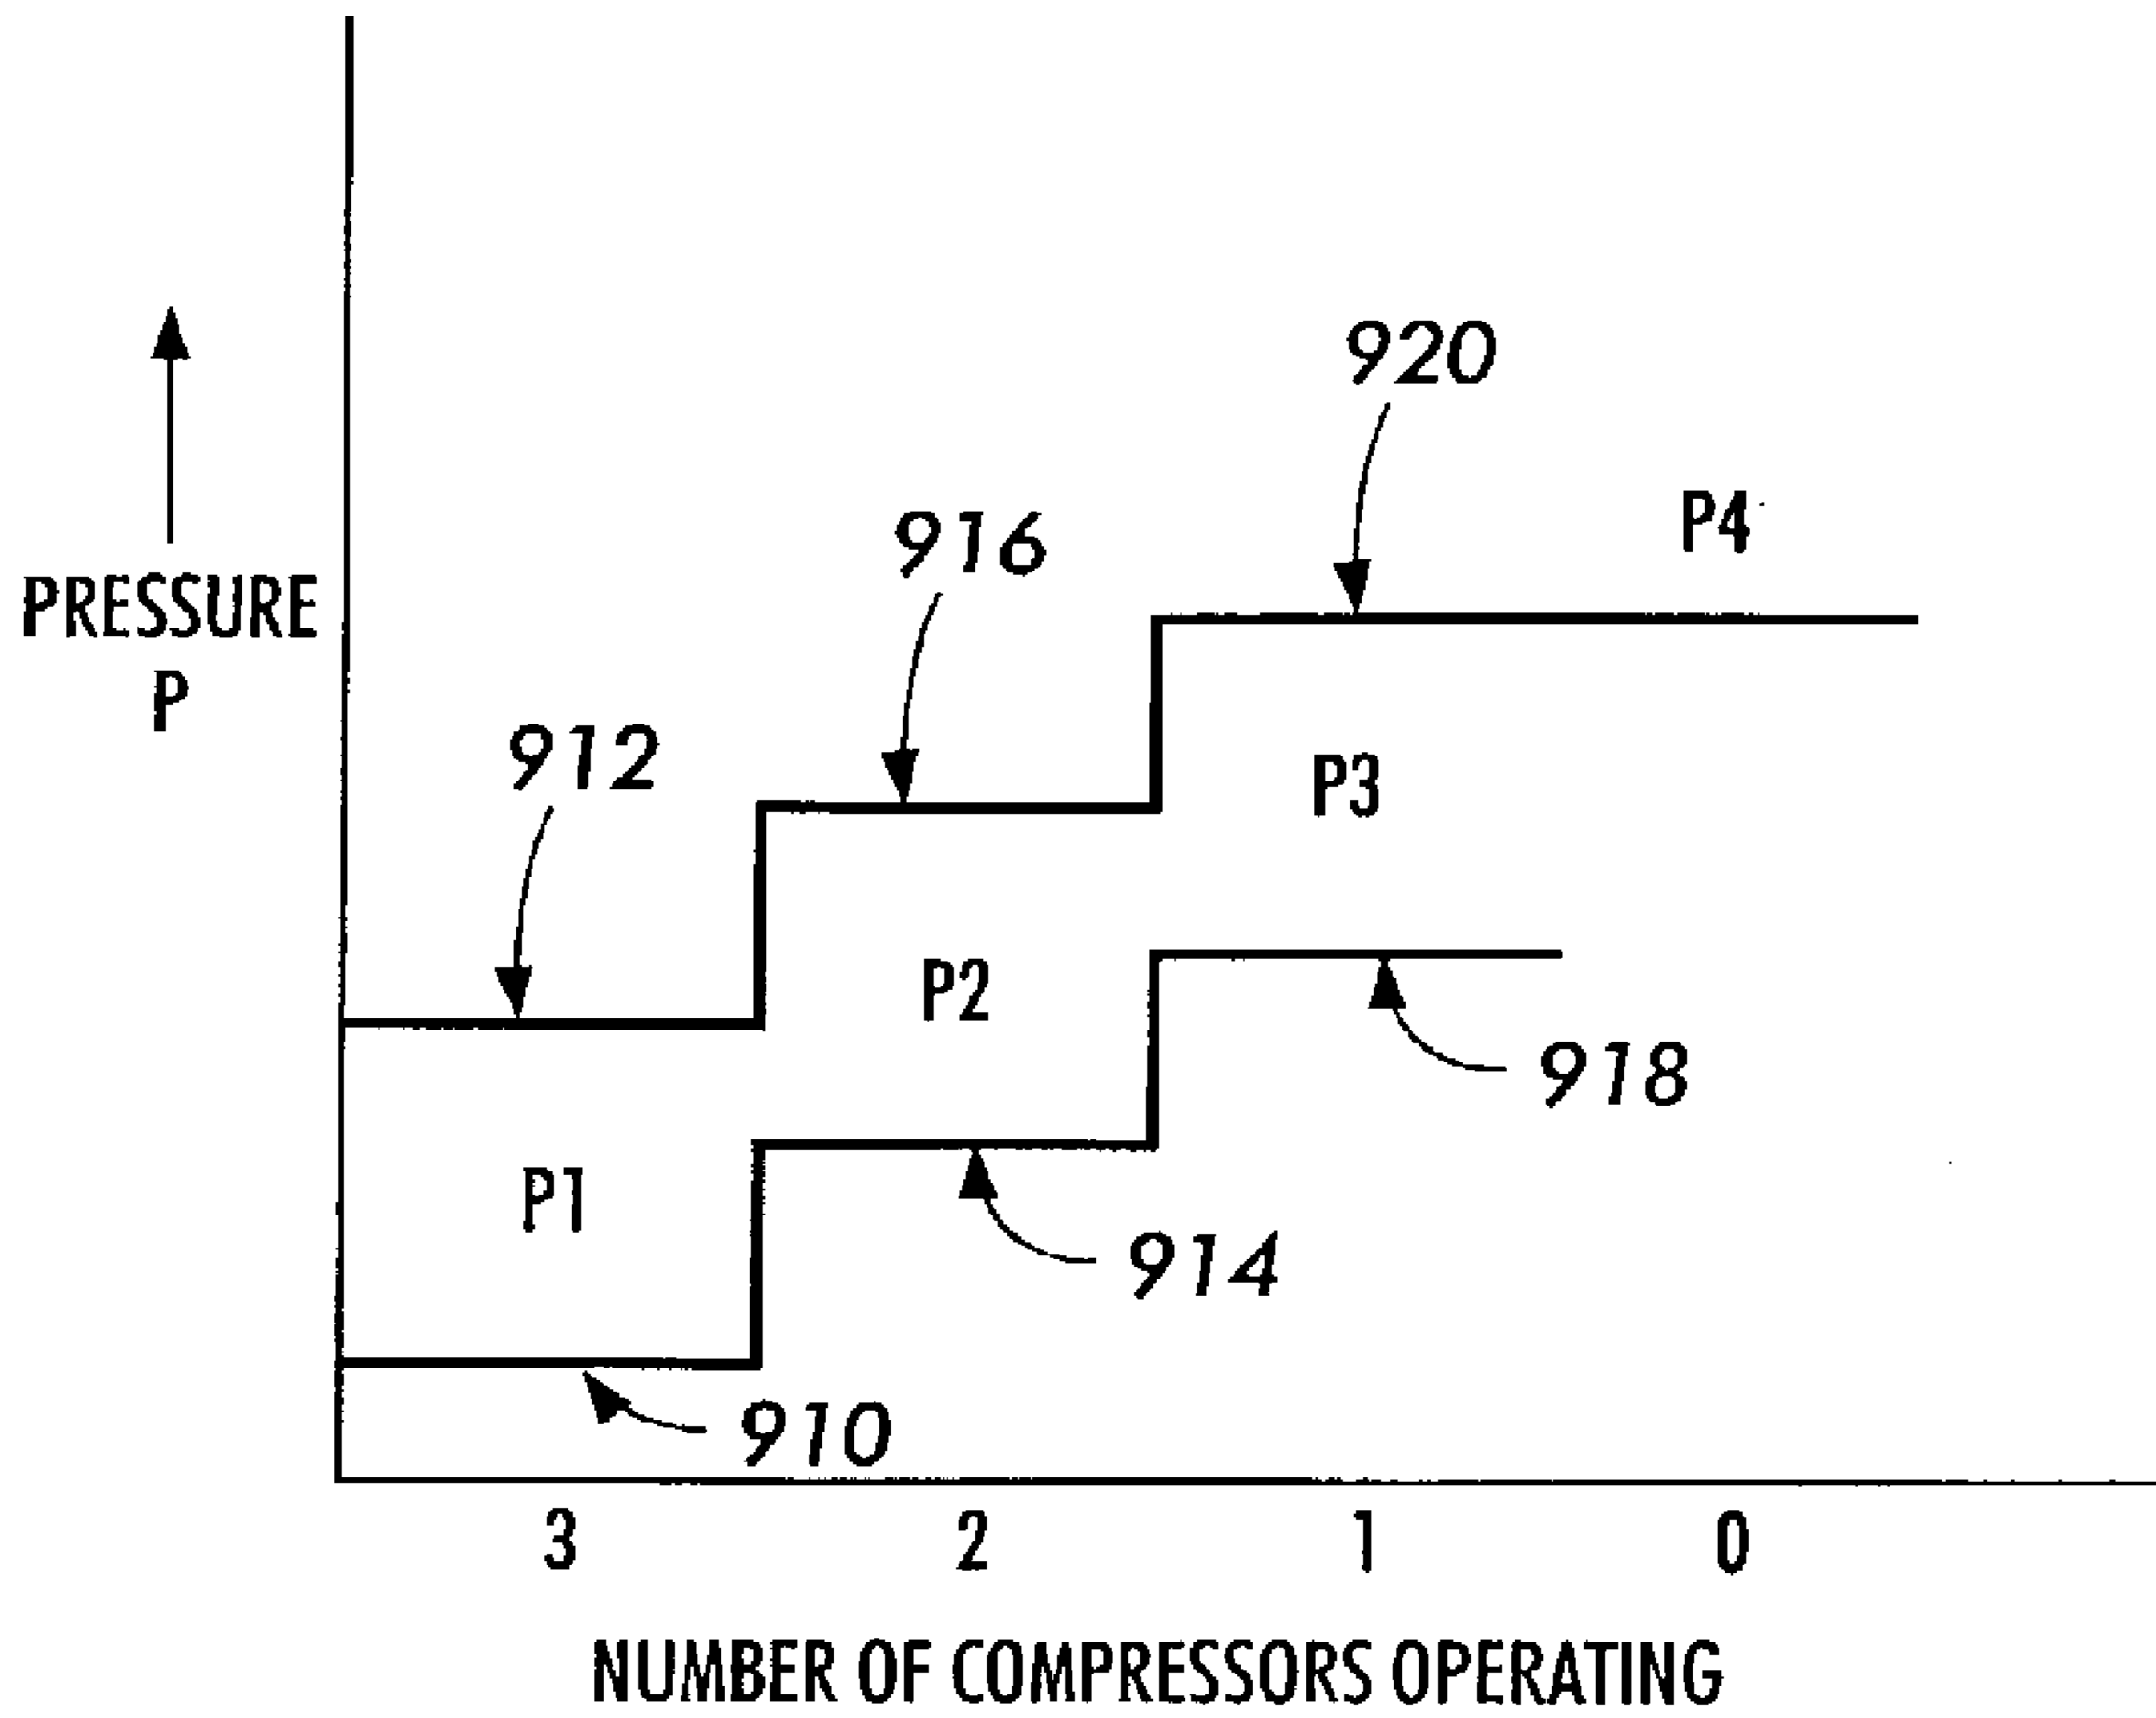 920
P4
916
PRESSURE
P
912
P3
P2
918
P1
914
910
3 2 1 0
NUMBER OF COMPRESSORS OPERATING